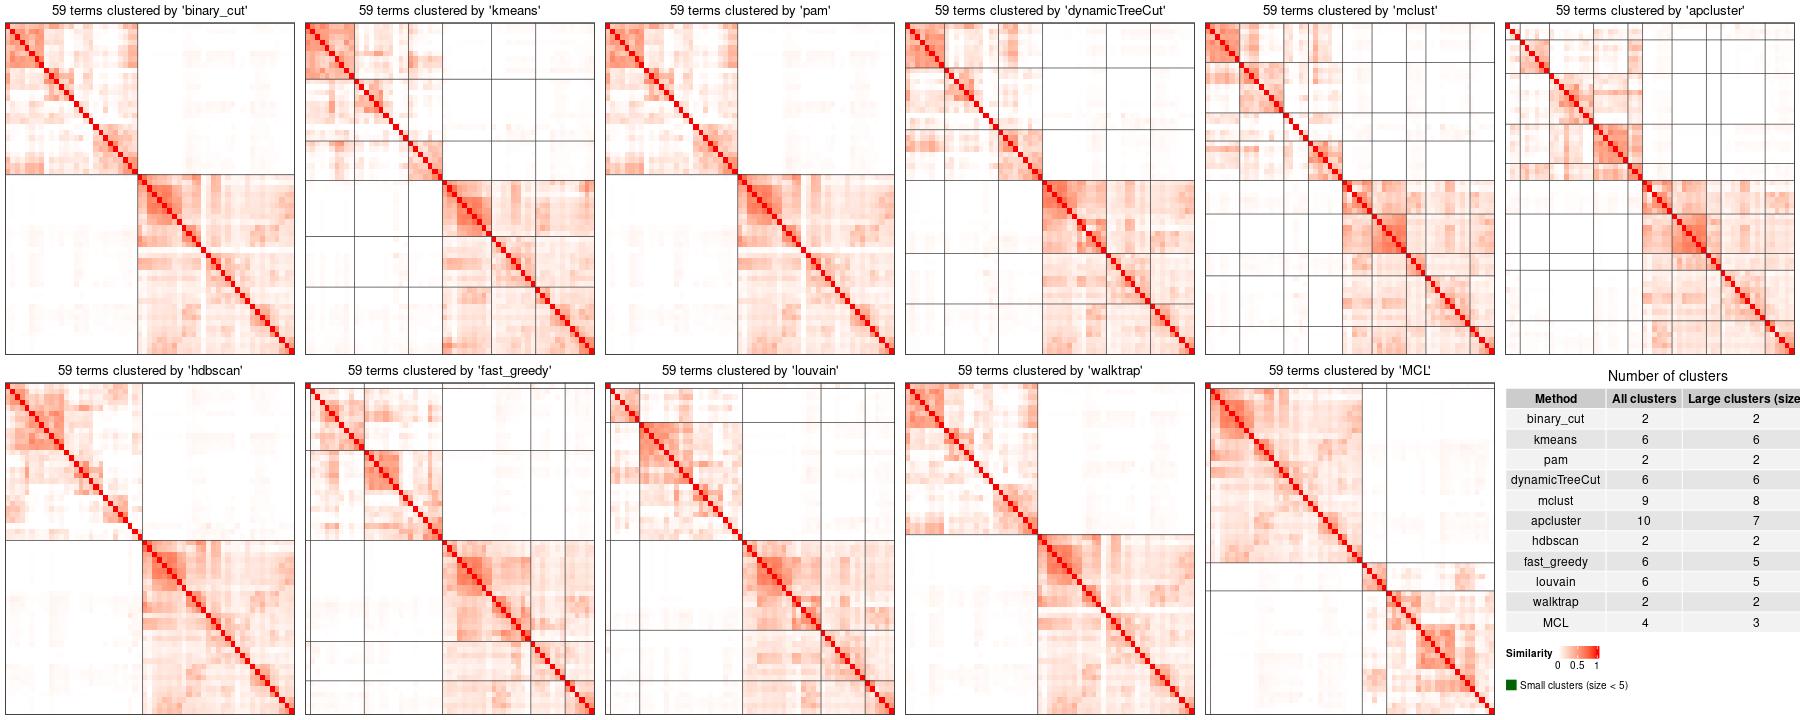 59 terms clustered by 'binary_cut'
59 terms clustered by 'kmeans'
59 terms clustered by 'pam'
59 terms clustered by 'dynamicTreeCut'
59 terms clustered by 'mclust'
59 terms clustered by 'apcluster'
59 terms clustered by 'hdbscan'
59 terms clustered by 'fast_greedy'
59 terms clustered by 'louvain'
59 terms clustered by 'walktrap'
59 terms clustered by 'MCL'
Number of clusters
Method All clusters Large clusters (size
binary_cut 2 2
kmeans 6 6
pam 2 2
dynamicTreeCut 6 6
mclust 9 8
apcluster 10 7
hdbscan 2 2
fast_greedy 6 5
louvain 6 5
walktrap 2 2
MCL 4 3
Similarity
0 0.5 1
Small clusters (size < 5)